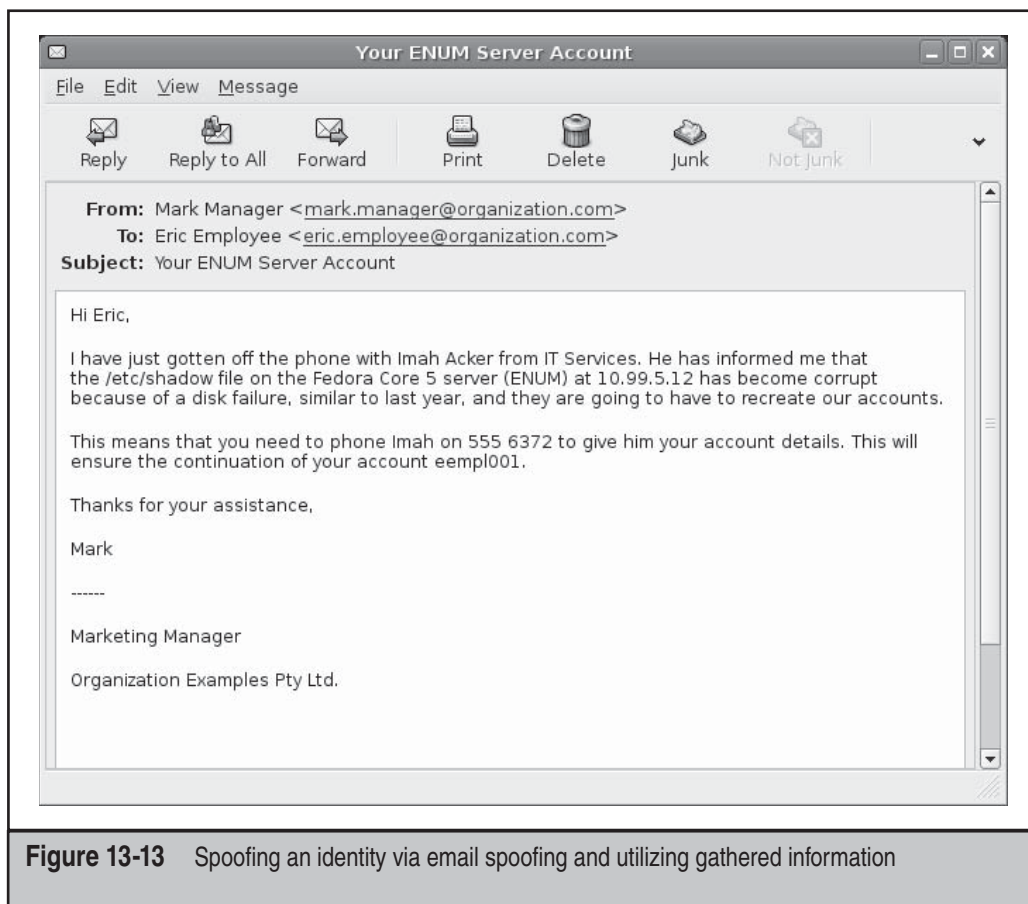 Your ENUM Server Account
File Edit View Message
Reply Reply to All Forward Print Delete Junk Not Junk
From: Mark Manager <mark.manager@organization.com>
To: Eric Employee <eric.employee@organization.com>
Subject: Your ENUM Server Account
Hi Eric,
I have just gotten off the phone with Imah Acker from IT Services. He has informed me that
the /etc/shadow file on the Fedora Core 5 server (ENUM) at 10.99.5.12 has become corrupt
because of a disk failure, similar to last year, and they are going to have to recreate our accounts.
This means that you need to phone Imah on 555 6372 to give him your account details. This will
ensure the continuation of your account eempl001.
Thanks for your assistance,
Mark
------
Marketing Manager
Organization Examples Pty Ltd.
Figure 13-13 Spoofing an identity via email spoofing and utilizing gathered information